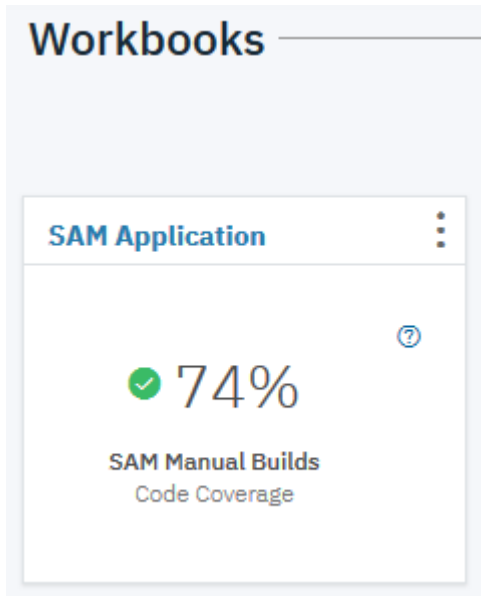 Workbooks
SAM Application
74%
SAM Manual Builds
Code Coverage